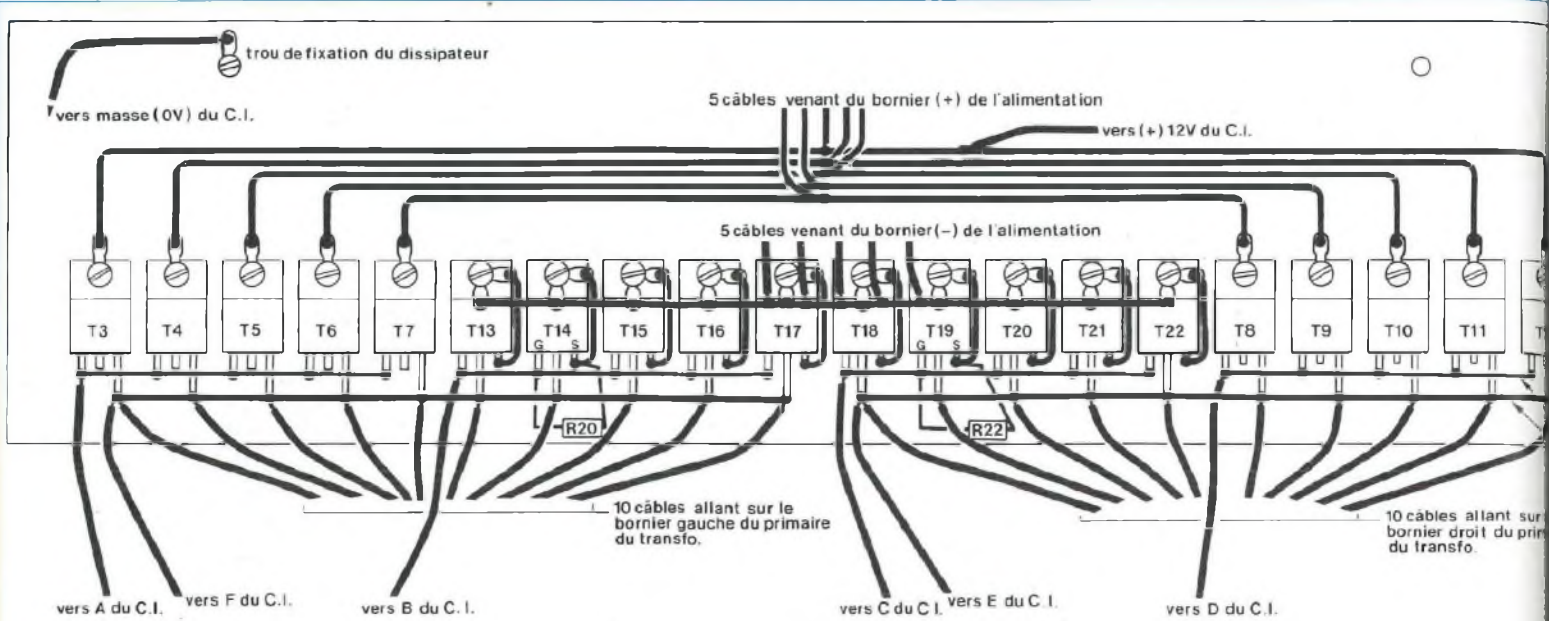 trou de fixation du dissipateur
vers masse (0V) du C.I.
5 câbles venant du bornier (+) de l'alimentation
vers (+) 12V du C.I.
5 câbles venant du bornier (-) de l'alimentation
T3 T4 T5 T6 T7 T13 T14 T15 T16 T17 T18 T19 T20 T21 T22 T8 T9 T10 T11
G S G S
R20 R22
10 câbles allant sur le
bornier gauche du primaire
du transfo.
10 câbles allant sur
bornier droit du
du transfo.
vers A du C.I. vers F du C.I. vers B du C.I. vers C du C.I. vers E du C.I. vers D du C.I.